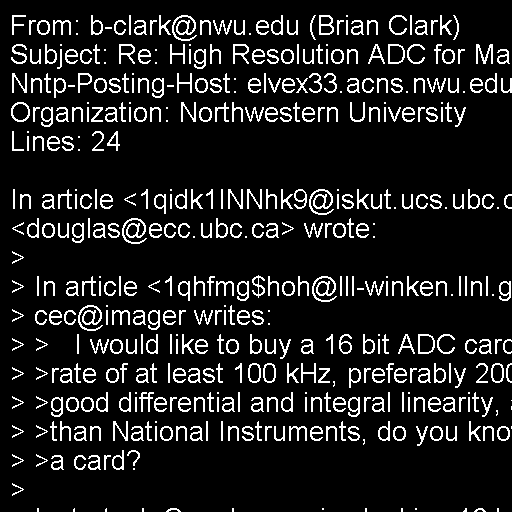 From: b-clark@nwu.edu (Brian Clark)
Subject: Re: High Resolution ADC for Ma
Nntp-Posting-Host: elvex33.acns.nwu.edu
Organization: Northwestern University
Lines: 24

In article <1qidk1INNhk9@iskut.ucs.ubc.c
<douglas@ecc.ubc.ca> wrote:
>
> In article <1qhfmg$hoh@lll-winken.llnl.g
> cec@imager writes:
> >   I would like to buy a 16 bit ADC card
> >rate of at least 100 kHz, preferably 200
> >good differential and integral linearity, a
> >than National Instruments, do you kno
> >a card?
>